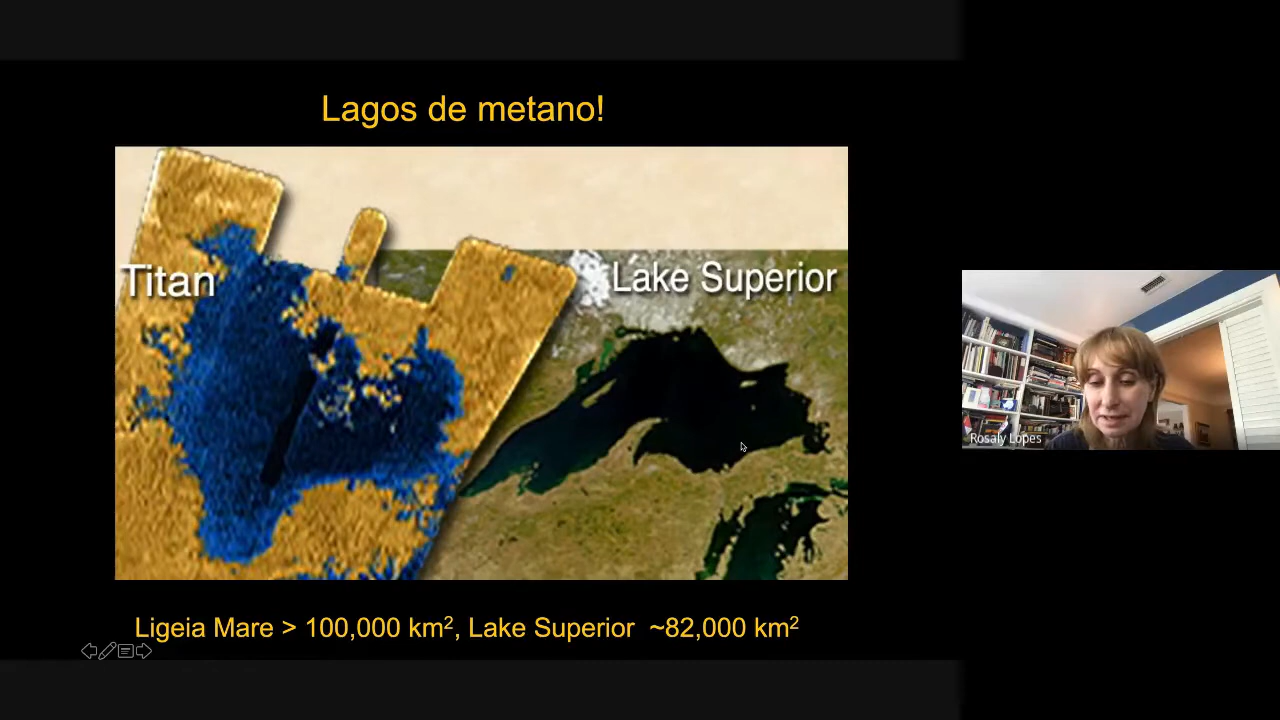 Lagos de metano!
Titan
Lake Superior
Rosaly Lopes
Ligeia Mare > 100,000 km², Lake Superior ~82,000 km²